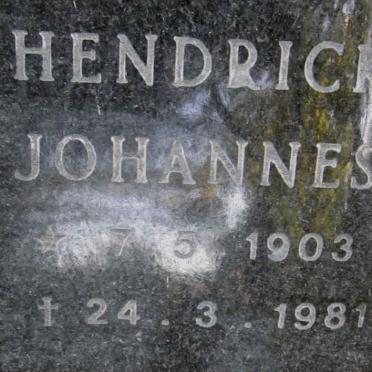 HENDRICK
JOHANNES
* 7.5.1903
† 24.3.1981